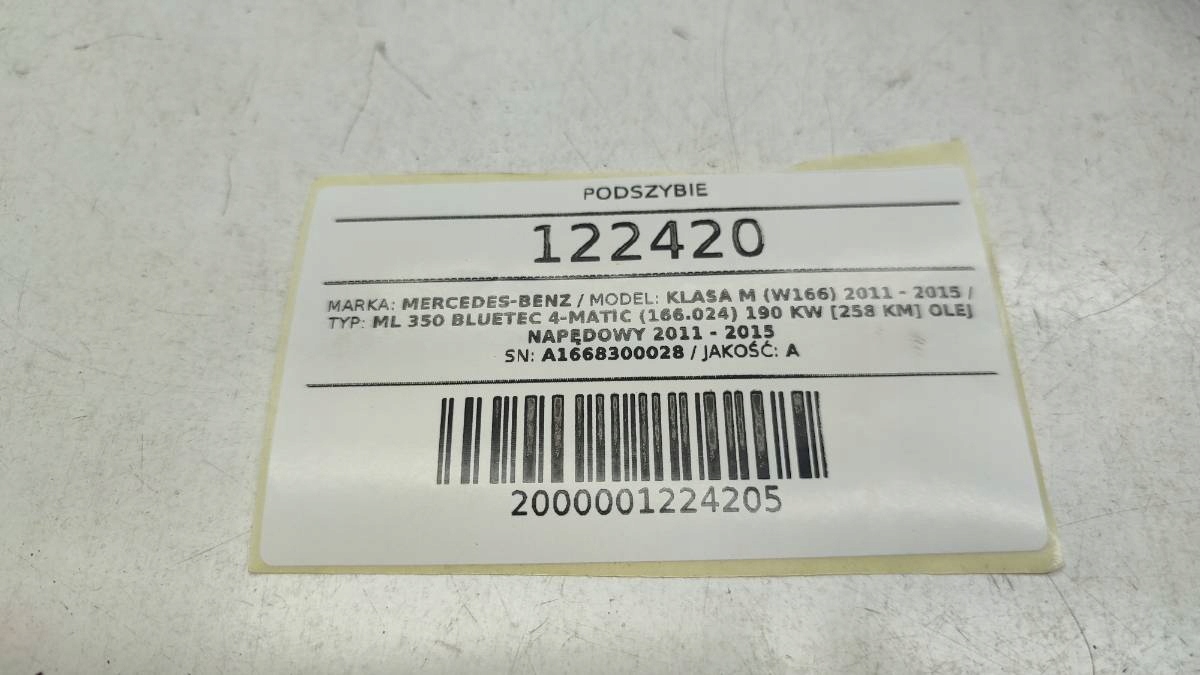 PODSZYBIE
122420
MARKA: MERCEDES-BENZ / MODEL: KLASA M (W166) 2011 - 2015 /
TYP: ML 350 BLUETEC 4-MATIC (166.024) 190 KW [258 KM] OLEJ
NAPĘDOWY 2011 - 2015
SN: A1668300028 / JAKOŚĆ: A
2000001224205